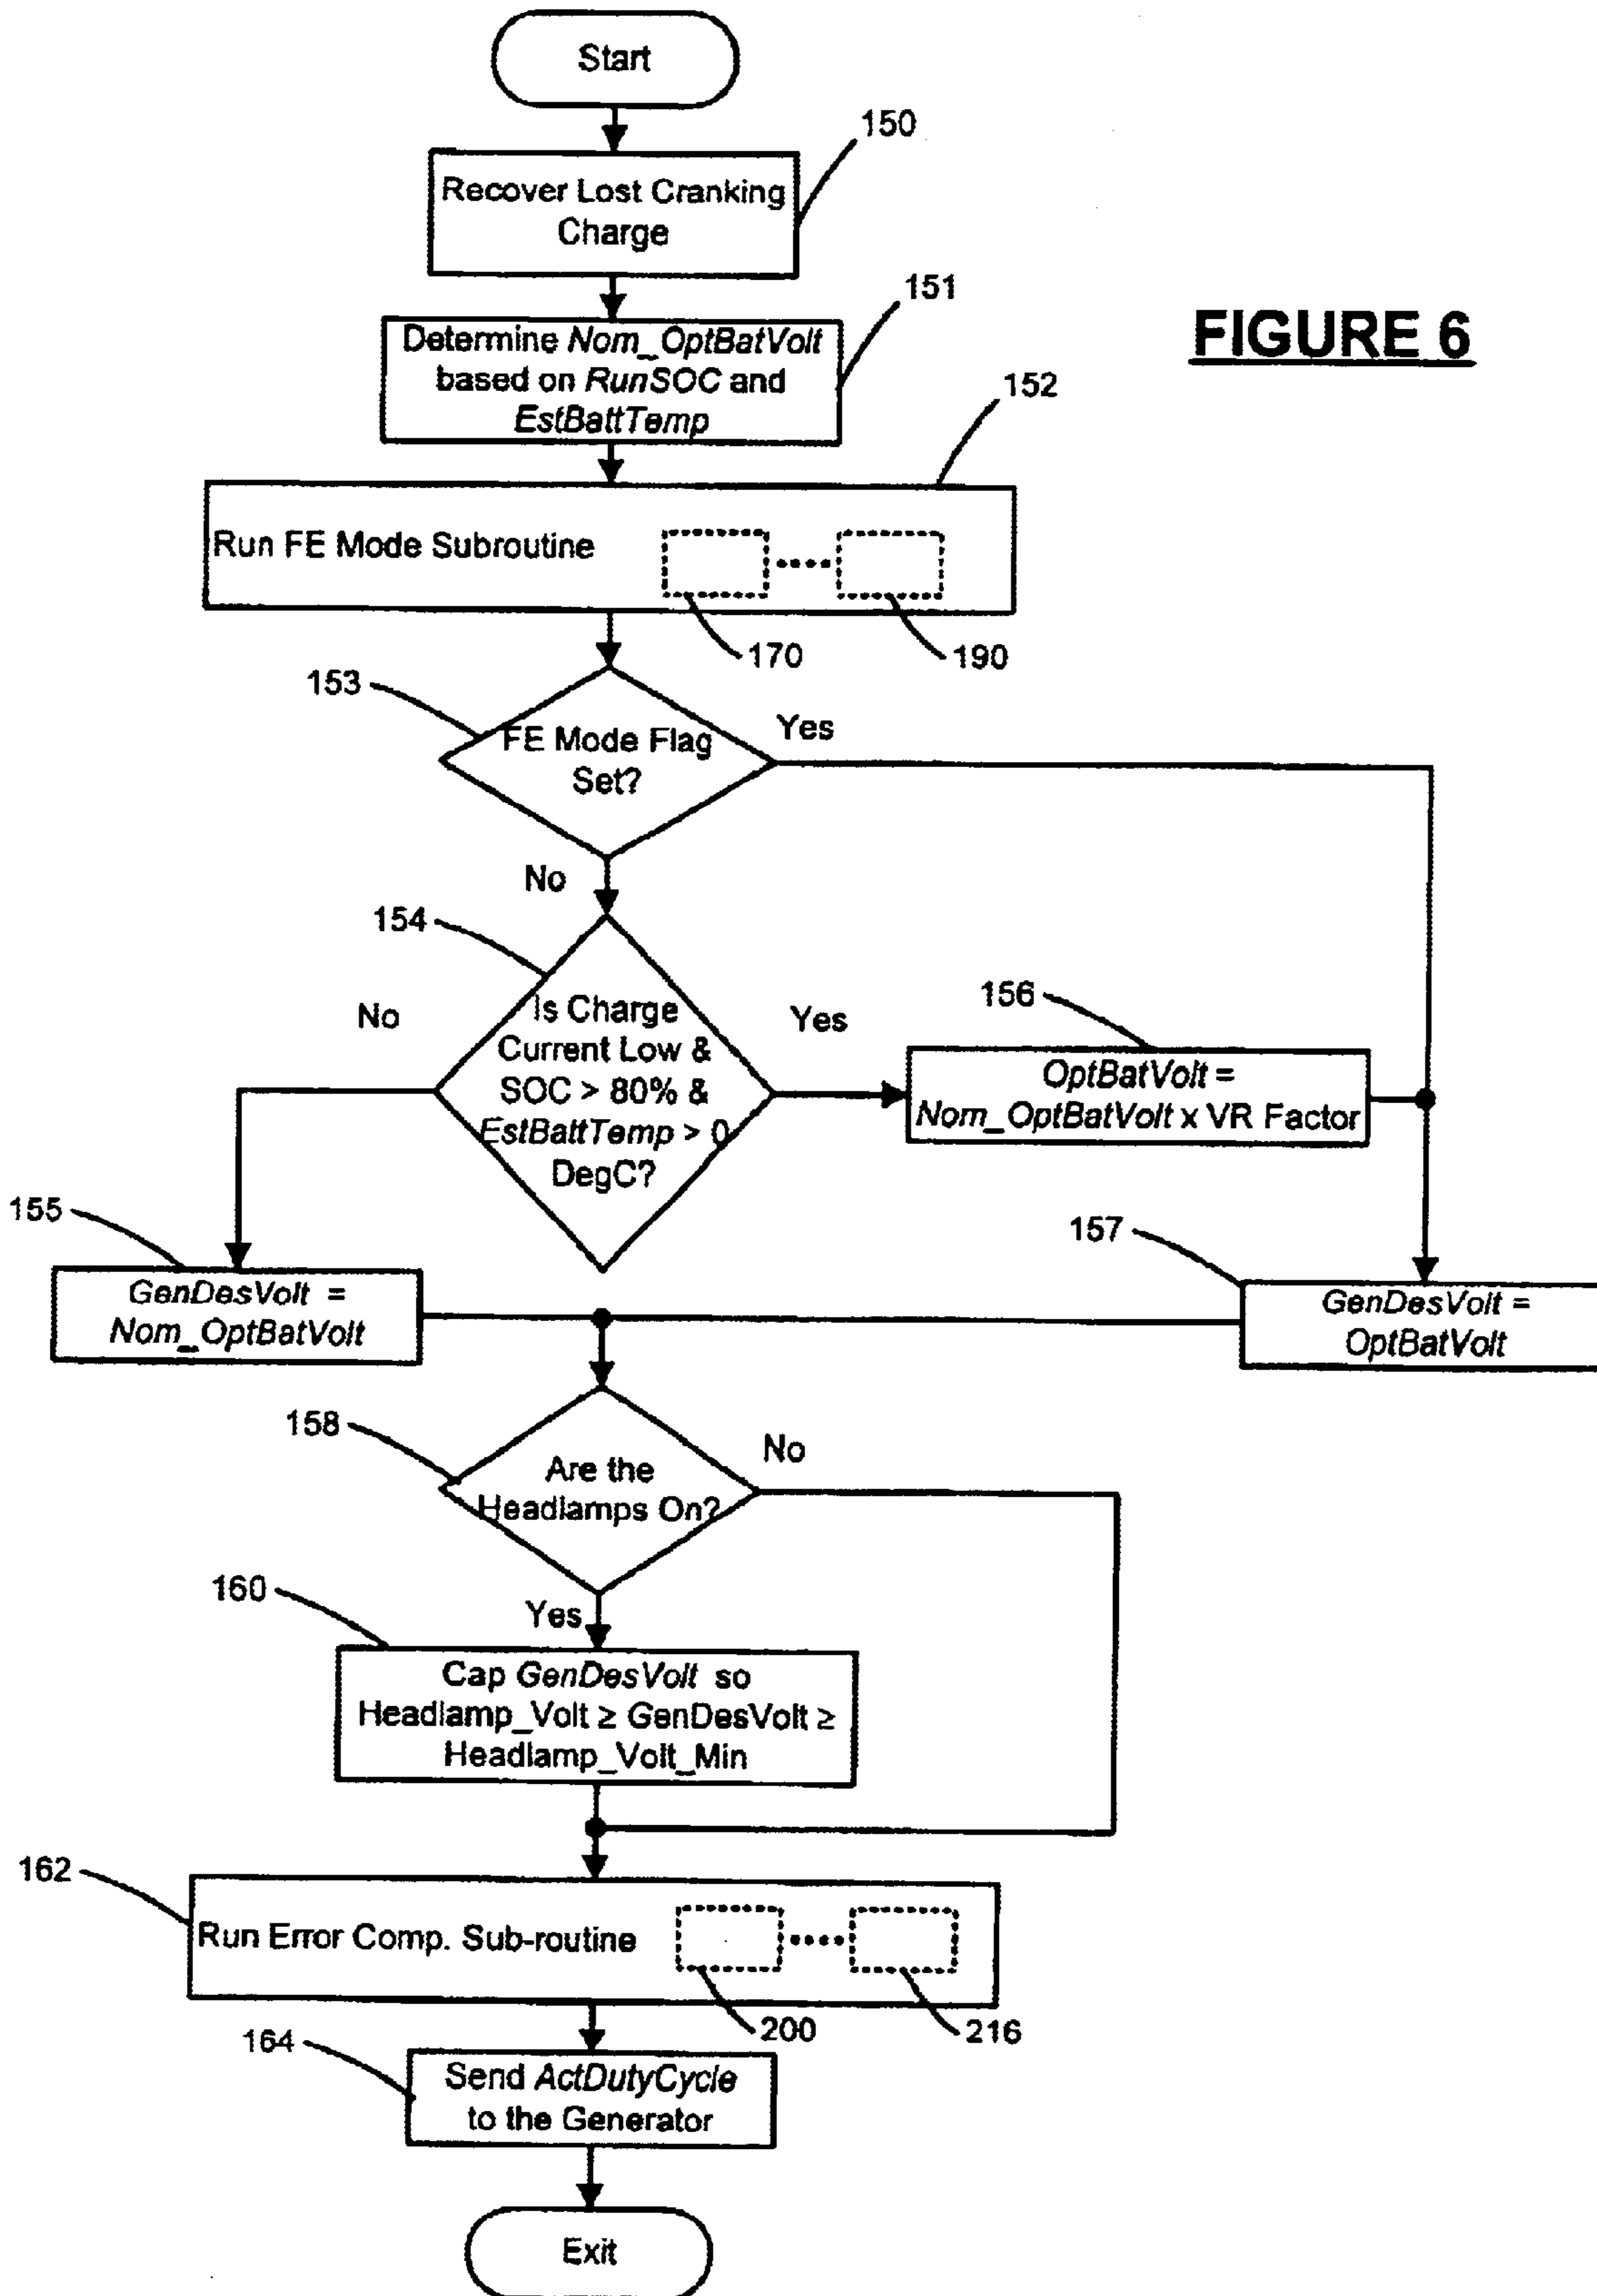 Start
150
Recover Lost Cranking
Charge
151
FIGURE 6
Determine Nom_OptBatVolt
based on RunSOC and
EstBattTemp
152
Run FE Mode Subroutine
170
190
153
FE Mode Flag
Set?
Yes
No
154
No
Is Charge
Current Low &
SOC > 80% &
EstBattTemp > 0
DegC?
Yes
156
OptBatVolt =
Nom_OptBatVolt x VR Factor
155
GenDesVolt =
Nom_OptBatVolt
157
GenDesVolt =
OptBatVolt
158
Are the
Headlamps On?
No
160
Yes
Cap GenDesVolt so
Headlamp_Volt ≥ GenDesVolt ≥
Headlamp_Volt_Min
162
Run Error Comp. Sub-routine
200
216
164
Send ActDutyCycle
to the Generator
Exit